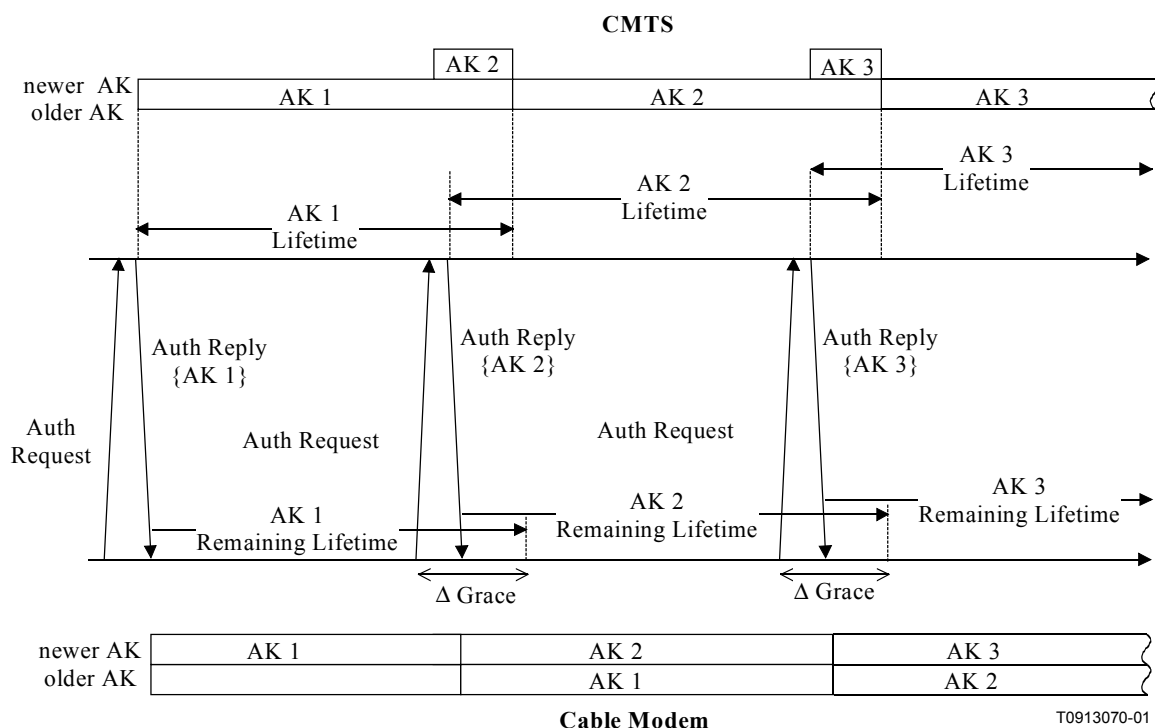 CMTS
AK 2
AK 3
newer AK
older AK
AK 1
AK 2
AK 3
AK 3
Lifetime
AK 2
Lifetime
AK 1
Lifetime
Auth Reply
{AK 1}
Auth Reply
{AK 2}
Auth Reply
{AK 3}
Auth
Request
Auth Request
Auth Request
AK 1
Remaining Lifetime
AK 2
Remaining Lifetime
AK 3
Remaining Lifetime
Δ Grace
Δ Grace
newer AK
older AK
AK 1
AK 2
AK 3
AK 1
AK 2
Cable Modem
T0913070-01